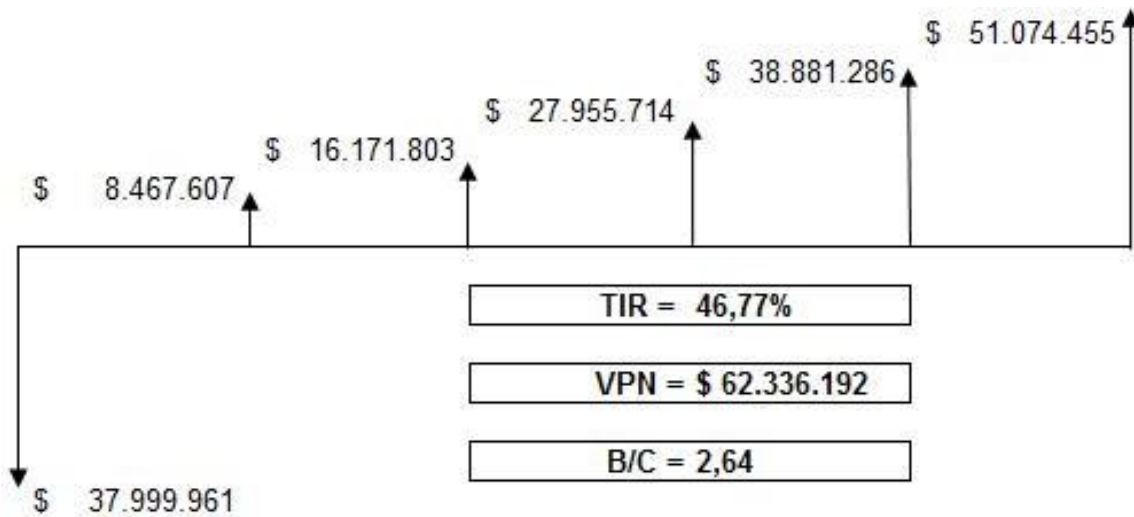 $ 51.074.455
$ 38.881.286
$ 27.955.714
$ 16.171.803
$ 8.467.607
TIR = 46,77%
VPN = $ 62.336.192
B/C = 2,64
$ 37.999.961